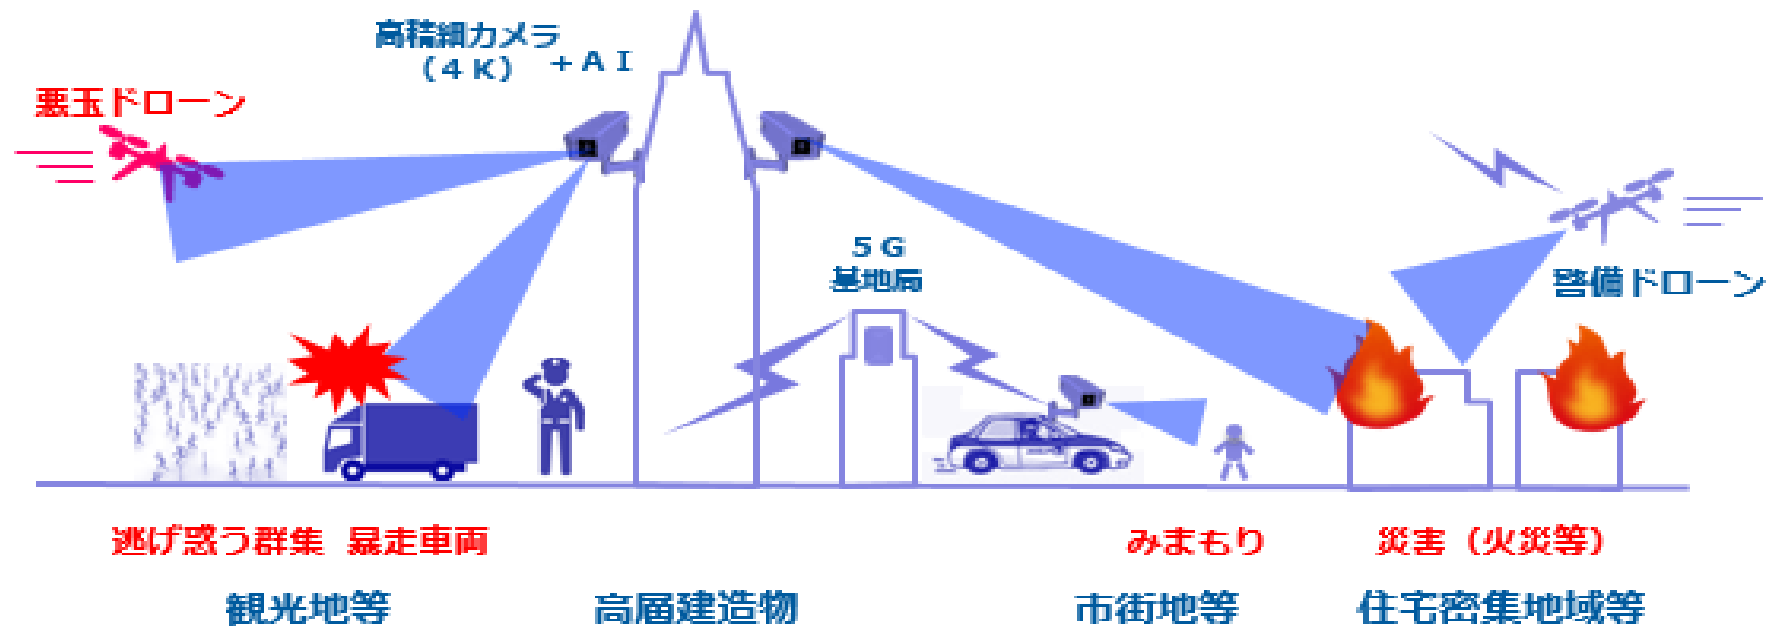 高精細カメラ
（４Ｋ）＋ＡＩ
悪玉ドローン
５Ｇ
基地局
警備ドローン
逃げ惑う群集 暴走車両
みまもり
災害（火災等）
観光地等
高層建造物
市街地等
住宅密集地域等